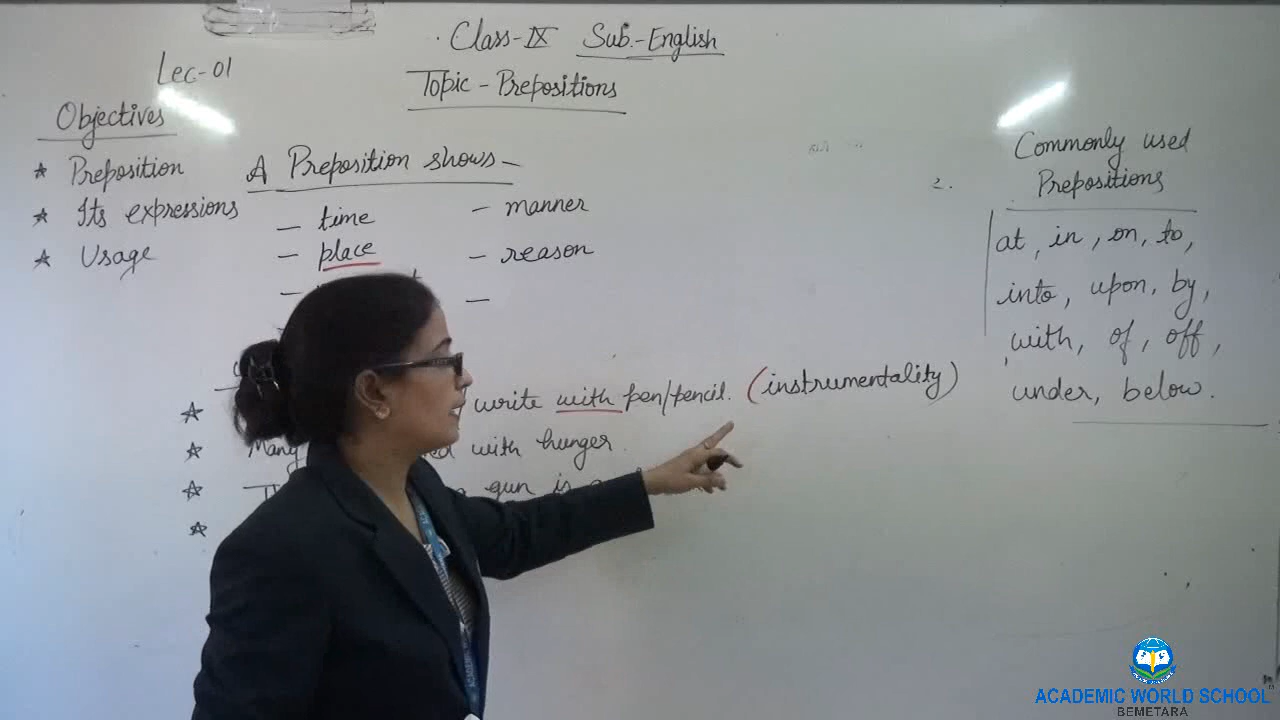 Class-IX Sub.-English
Lec-01
Topic - Prepositions
Objectives
★ Preposition
★ Its expressions
★ Usage
A Preposition shows -
- time
- place
- manner
- reason
write with pen/pencil. (instrumentality)
with hunger.
gun is
2.
Commonly used
Prepositions
at, in, on, to,
into, upon, by,
with, of, off,
under, below.
ACADEMIC WORLD SCHOOL
BEMETARA